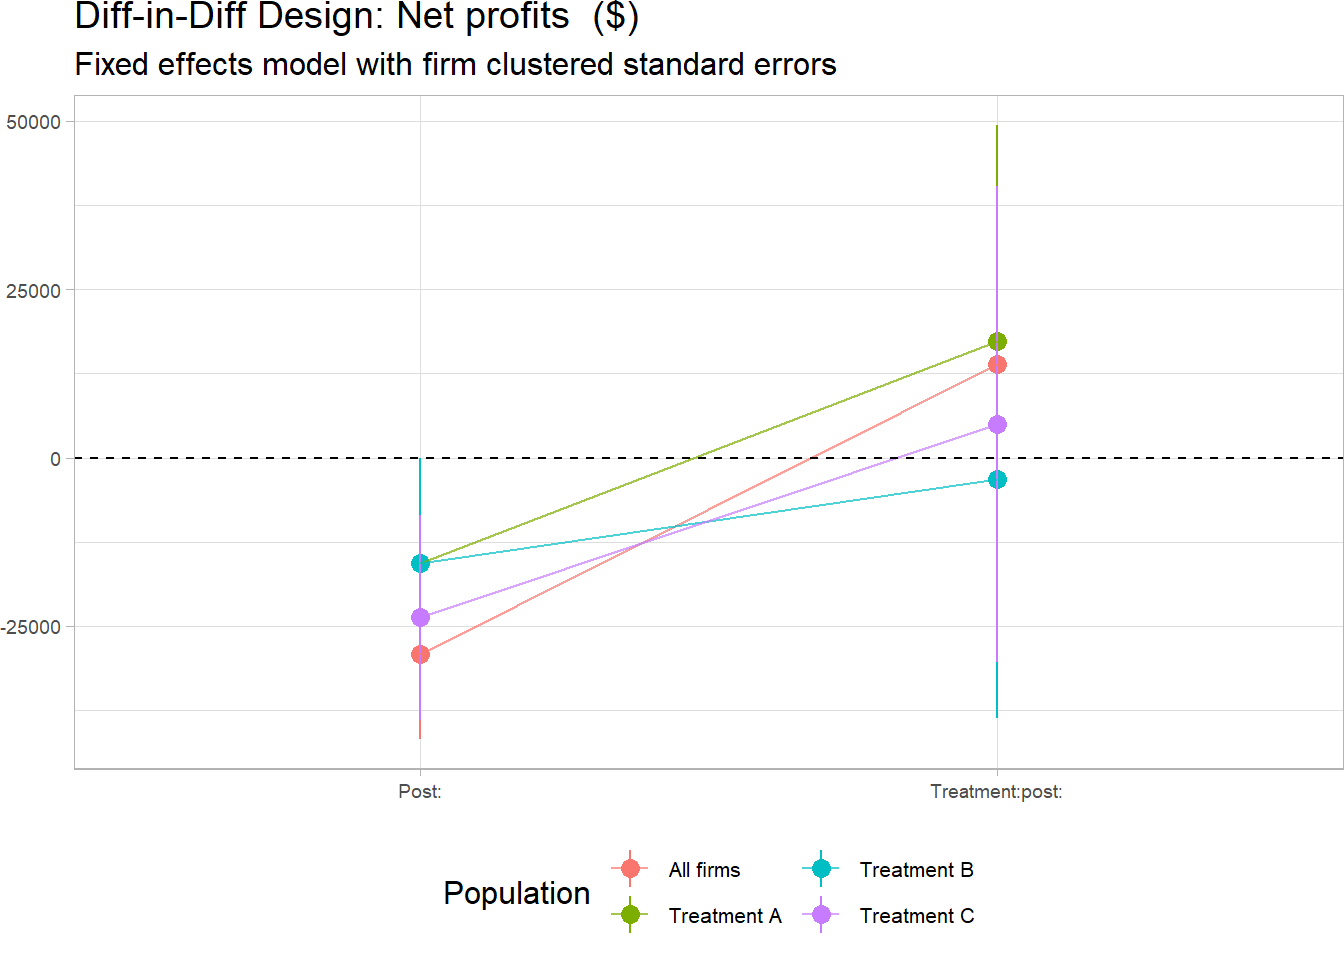 Diff-in-Diff Design: Net profits  ($)
Fixed effects model with firm clustered standard errors
50000
25000
0
-25000
Post:
Treatment:post:
Population
All firms
Treatment B
Treatment A
Treatment C